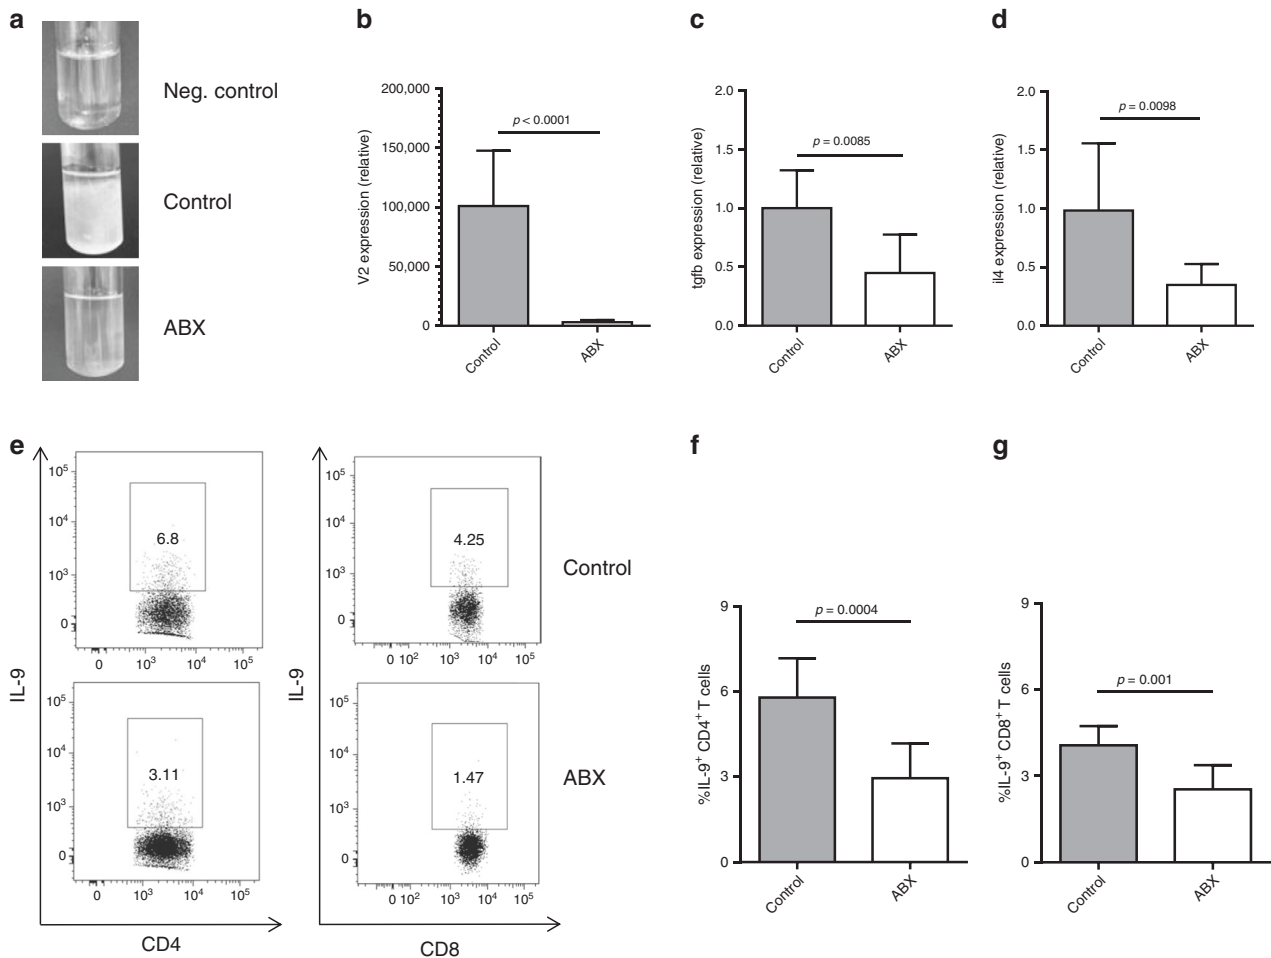 a
Neg. control
Control
ABX
b
V2 expression (relative)
200,000
150,000
100,000
50,000
0
p < 0.0001
Control
ABX
c
tgfb expression (relative)
2.0
1.5
1.0
0.5
0.0
p = 0.0085
Control
ABX
d
il4 expression (relative)
2.0
1.5
1.0
0.5
0.0
p = 0.0098
Control
ABX
e
IL-9
10⁵
10⁴
10³
0
6.8
0 10³ 10⁴ 10⁵
10⁵
10⁴
10³
0
3.11
0 10³ 10⁴ 10⁵
CD4
IL-9
10⁵
10⁴
10³
0
4.25
0 10² 10³ 10⁴ 10⁵
Control
10⁵
10⁴
10³
0
1.47
0 10² 10³ 10⁴ 10⁵
ABX
CD8
f
%IL-9⁺ CD4⁺ T cells
9
6
3
0
p = 0.0004
Control
ABX
g
%IL-9⁺ CD8⁺ T cells
9
6
3
0
p = 0.001
Control
ABX